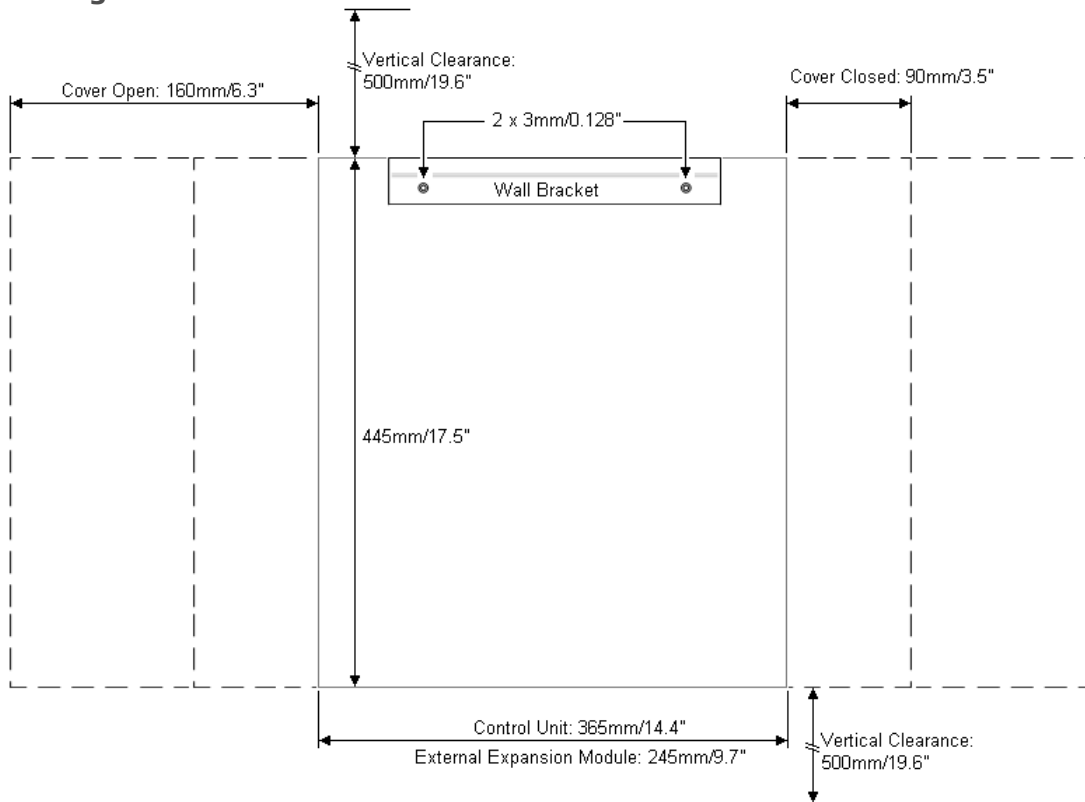 Vertical Clearance:
500mm/19.6"
Cover Open: 160mm/6.3"
Cover Closed: 90mm/3.5"
2 x 3mm/0.128"
Wall Bracket
445mm/17.5"
Control Unit: 365mm/14.4"
External Expansion Module: 245mm/9.7"
Vertical Clearance:
500mm/19.6"